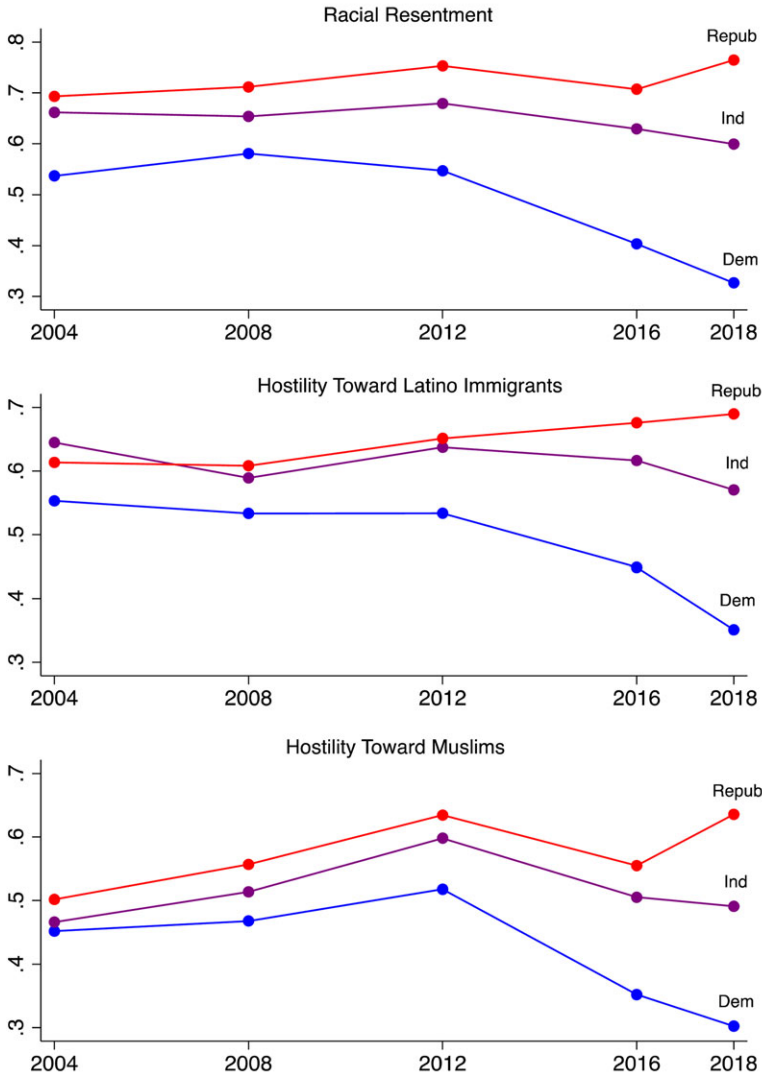 Racial Resentment
.8
.7
.6
.5
.4
.3
Repub
Ind
Dem
2004 2008 2012 2016 2018
Hostility Toward Latino Immigrants
.7
.6
.5
.4
.3
Repub
Ind
Dem
2004 2008 2012 2016 2018
Hostility Toward Muslims
.7
.6
.5
.4
.3
Repub
Ind
Dem
2004 2008 2012 2016 2018